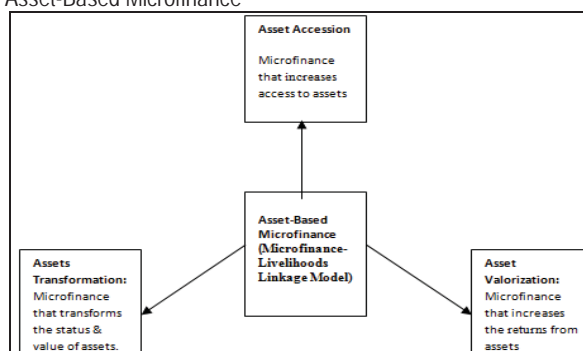 Asset-Based Microfinance
Asset Accession
Microfinance
that increases
access to assets
Asset-Based
Microfinance
(Microfinance-
Livelihoods
Linkage Model)
Assets
Transformation:
Microfinance
that transforms
the status &
value of assets.
Asset
Valorization:
Microfinance
that increases
the returns from
assets